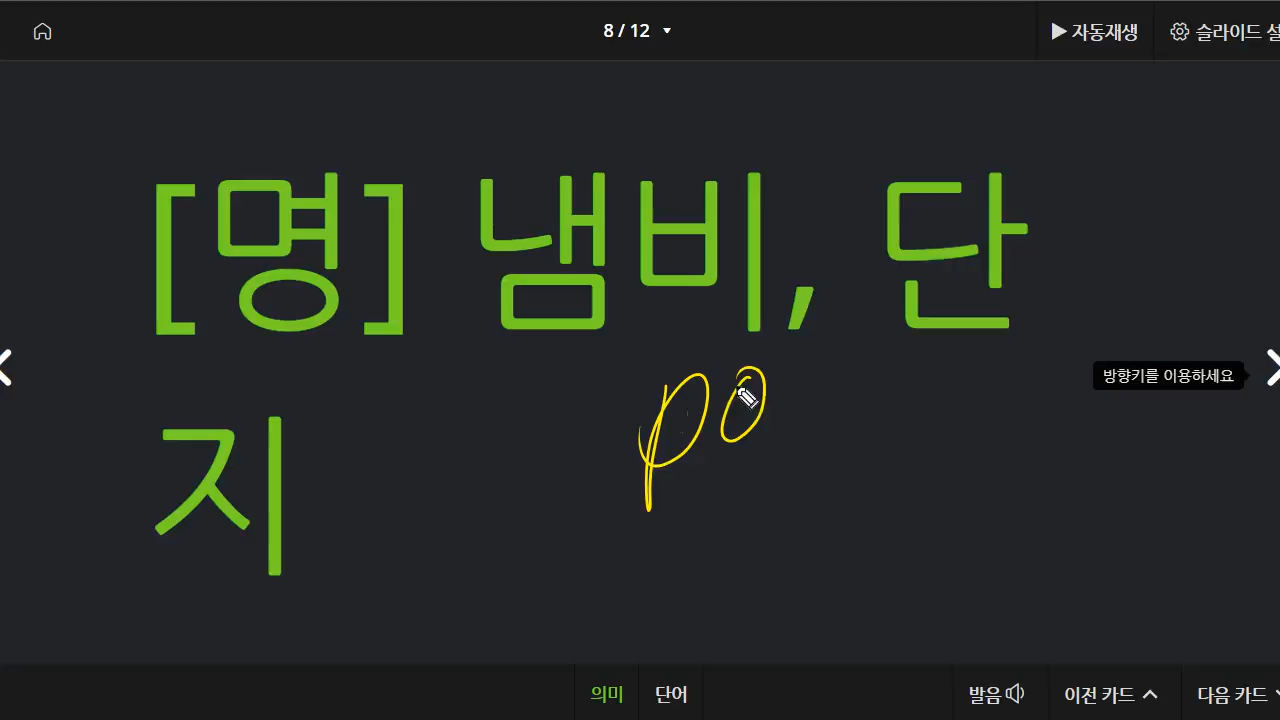 8 / 12
자동재생
슬라이드 설
[명] 냄비, 단
지
po
방향키를 이용하세요
의미 단어 발음 이전 카드 다음 카드